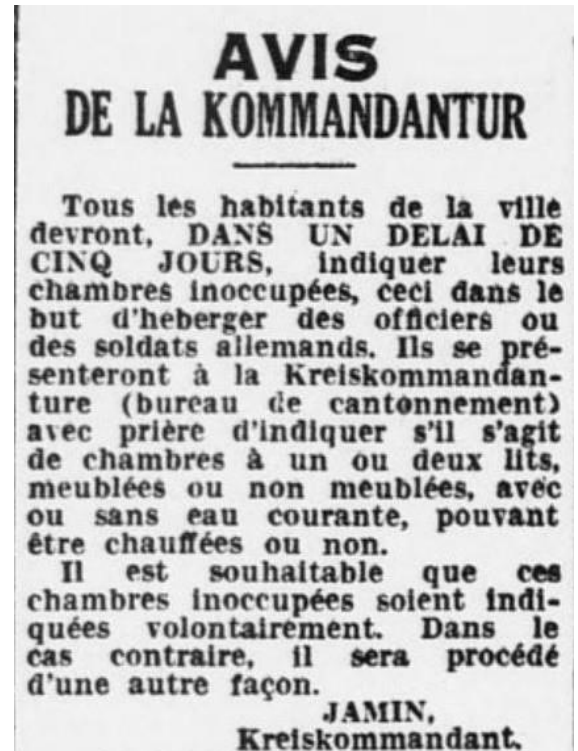 AVIS
DE LA KOMMANDANTUR
Tous les habitants de la ville
devront, DANS UN DELAI DE
CINQ JOURS, indiquer leurs
chambres inoccupées, ceci dans le
but d'heberger des officiers ou
des soldats allemands. Ils se pré-
senteront à la Kreiskommandan-
ture (bureau de cantonnement)
avec prière d'indiquer s'il s'agit
de chambres à un ou deux lits,
meublées ou non meublées, avec
ou sans eau courante, pouvant
être chauffées ou non.
Il est souhaitable que ces
chambres inoccupées soient indi-
quées volontairement. Dans le
cas contraire, il sera procédé
d'une autre façon.
JAMIN,
Kreiskommandant.